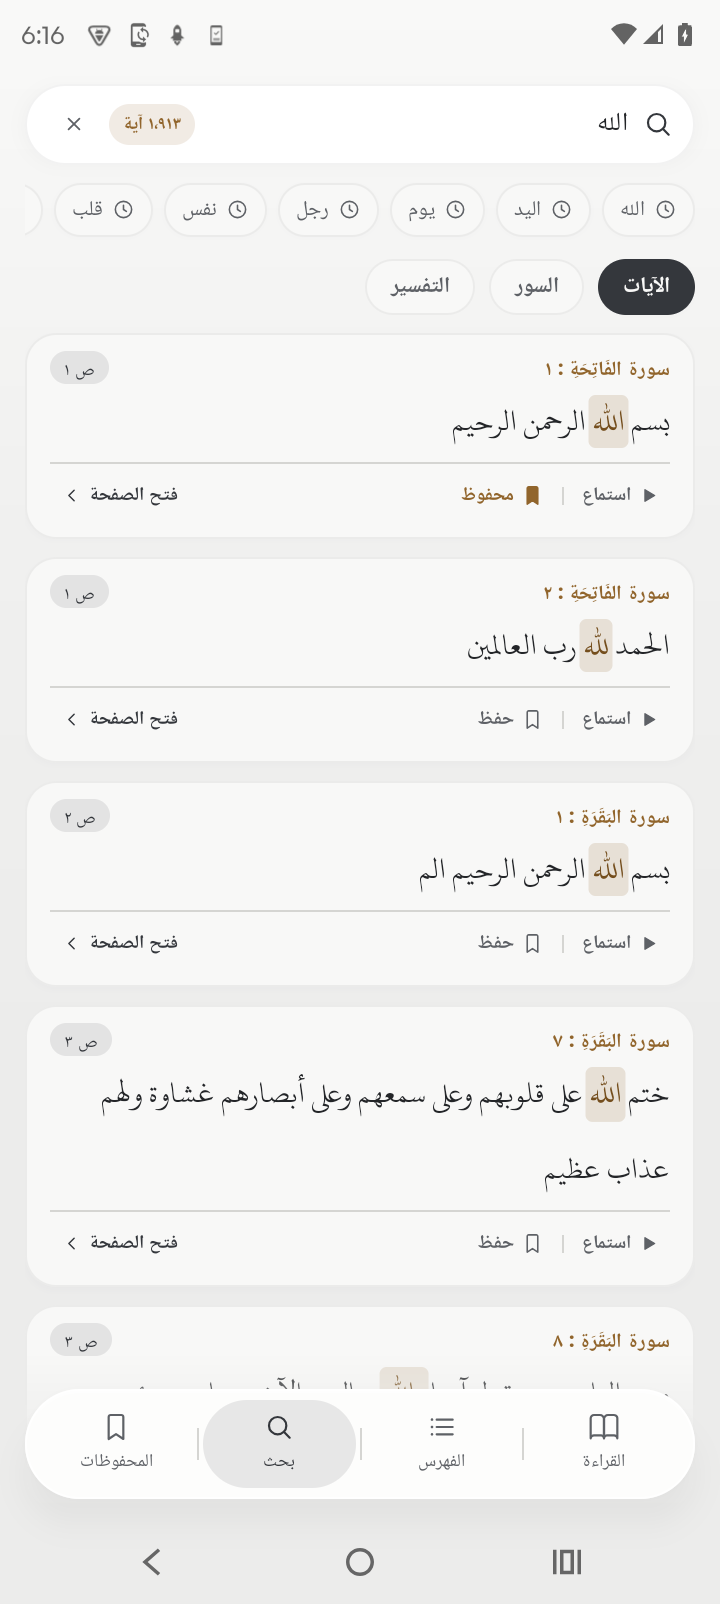 6:16
الله
١،٩١٣ آية
الله
اليد
يوم
رجل
نفس
قلب
الآيات
السور
التفسير
سورة الفَاتِحَةِ : ١
ص ١
بسم الله الرحمن الرحيم
استماع
محفوظ
فتح الصفحة
سورة الفَاتِحَةِ : ٢
ص ١
الحمد لله رب العالمين
استماع
حفظ
فتح الصفحة
سورة البَقَرَةِ : ١
ص ٢
بسم الله الرحمن الرحيم الم
استماع
حفظ
فتح الصفحة
سورة البَقَرَةِ : ٧
ص ٣
ختم الله على قلوبهم وعلى سمعهم وعلى أبصارهم غشاوة ولهم
عذاب عظيم
استماع
حفظ
فتح الصفحة
سورة البَقَرَةِ : ٨
ص ٣
القراءة
الفهرس
بحث
المحفوظات